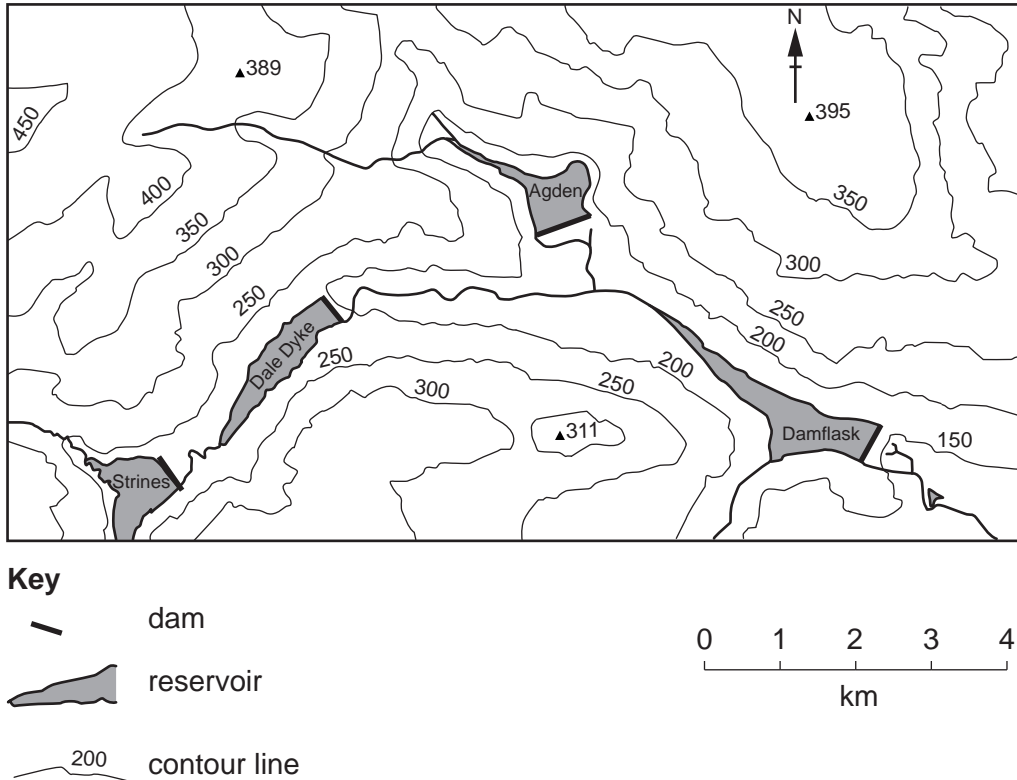 N
389
395
450
Agden
400
350
350
300
300
250
250
Dale Dyke
250
200
200
300
250
311
Damflask
150
Strines
Key
dam
reservoir
200
contour line
0 1 2 3 4
km